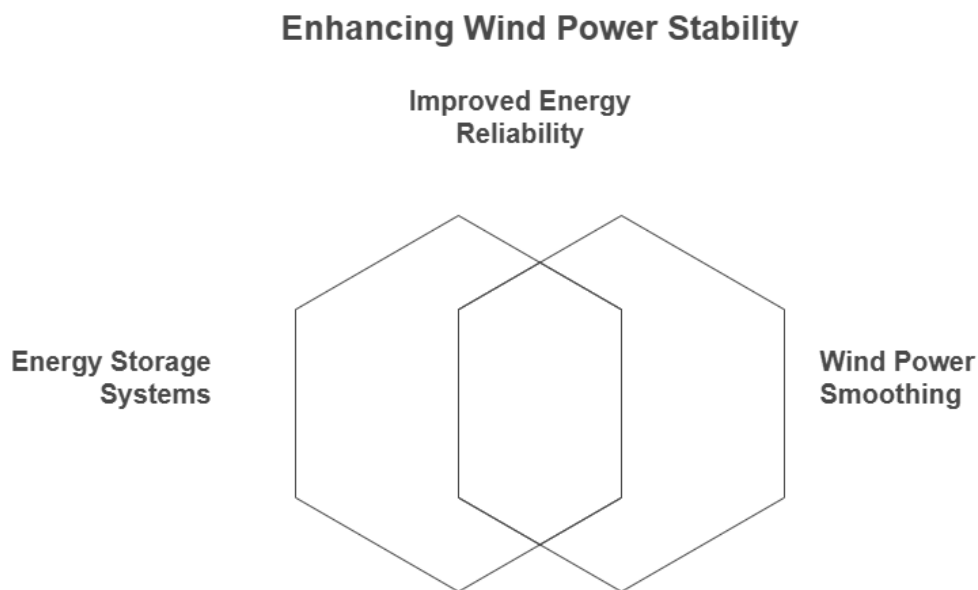 Enhancing Wind Power Stability
Improved Energy
Reliability
Energy Storage
Systems
Wind Power
Smoothing